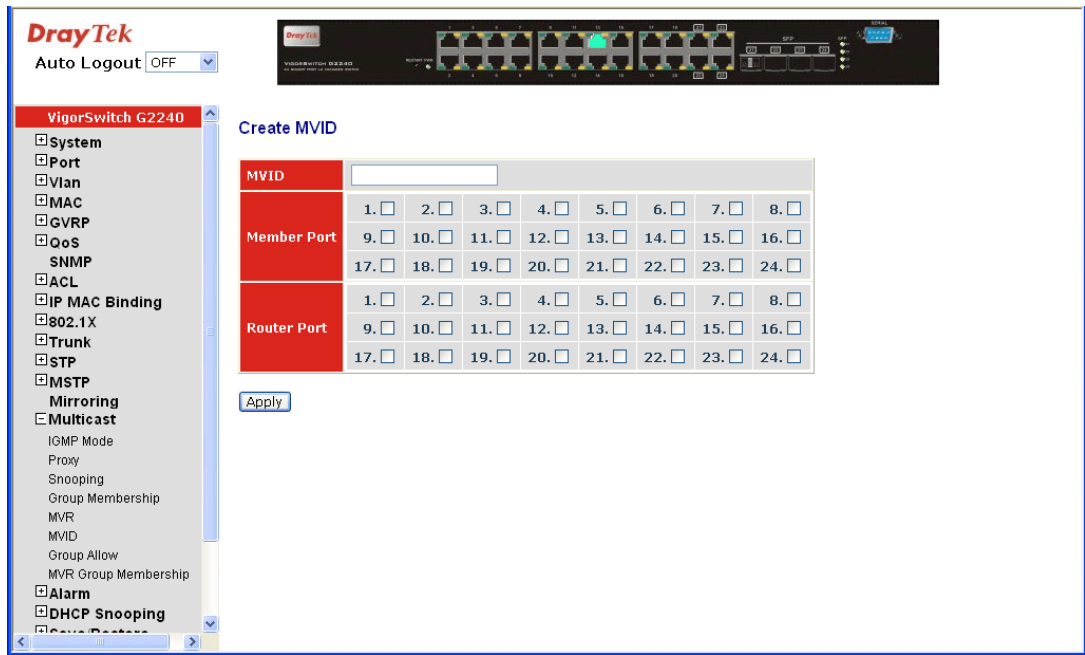 DrayTek
Auto Logout OFF
DrayTek
VIGORSWITCH G2240
SFP
SERIAL
VigorSwitch G2240
System
Port
Vlan
MAC
GVRP
QoS
SNMP
ACL
IP MAC Binding
802.1X
Trunk
STP
MSTP
Mirroring
Multicast
IGMP Mode
Proxy
Snooping
Group Membership
MVR
MVID
Group Allow
MVR Group Membership
Alarm
DHCP Snooping
Create MVID
MVID
Member Port
1. 2. 3. 4. 5. 6. 7. 8.
9. 10. 11. 12. 13. 14. 15. 16.
17. 18. 19. 20. 21. 22. 23. 24.
Router Port
1. 2. 3. 4. 5. 6. 7. 8.
9. 10. 11. 12. 13. 14. 15. 16.
17. 18. 19. 20. 21. 22. 23. 24.
Apply